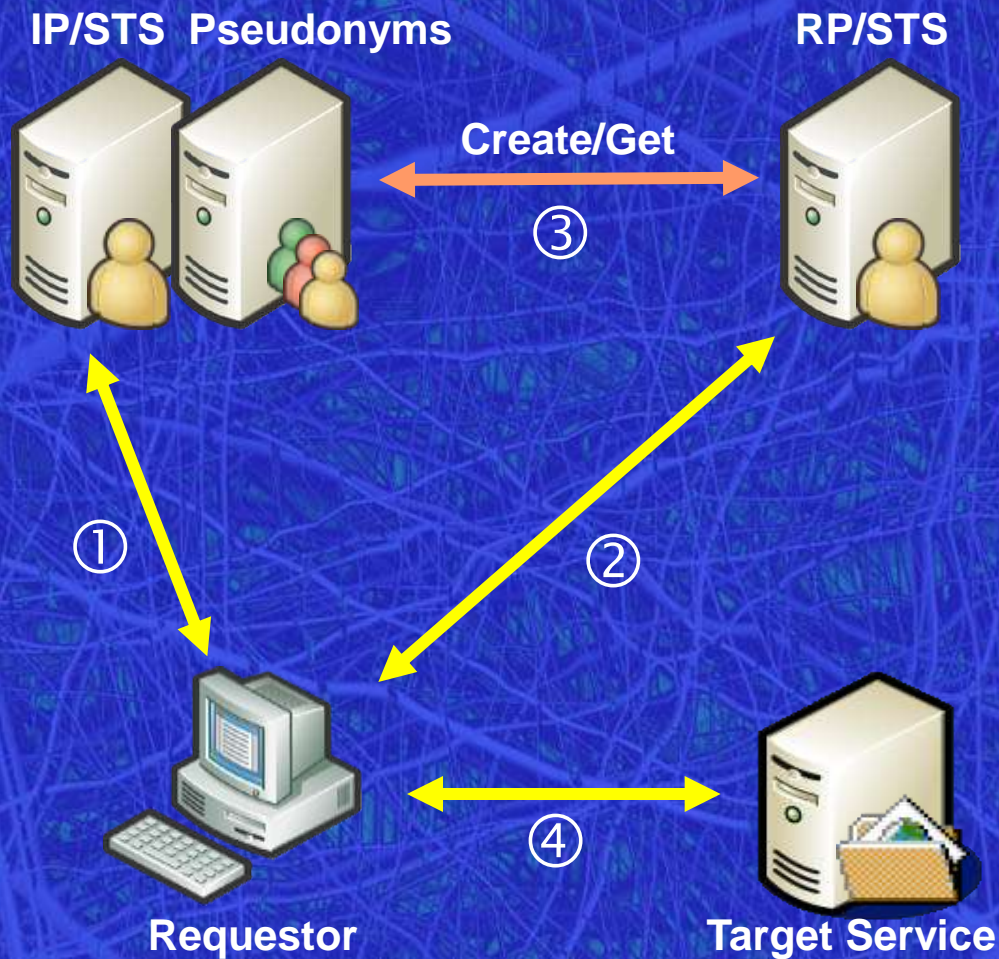 IP/STS Pseudonyms
RP/STS
Create/Get
③
①
②
④
Requestor
Target Service